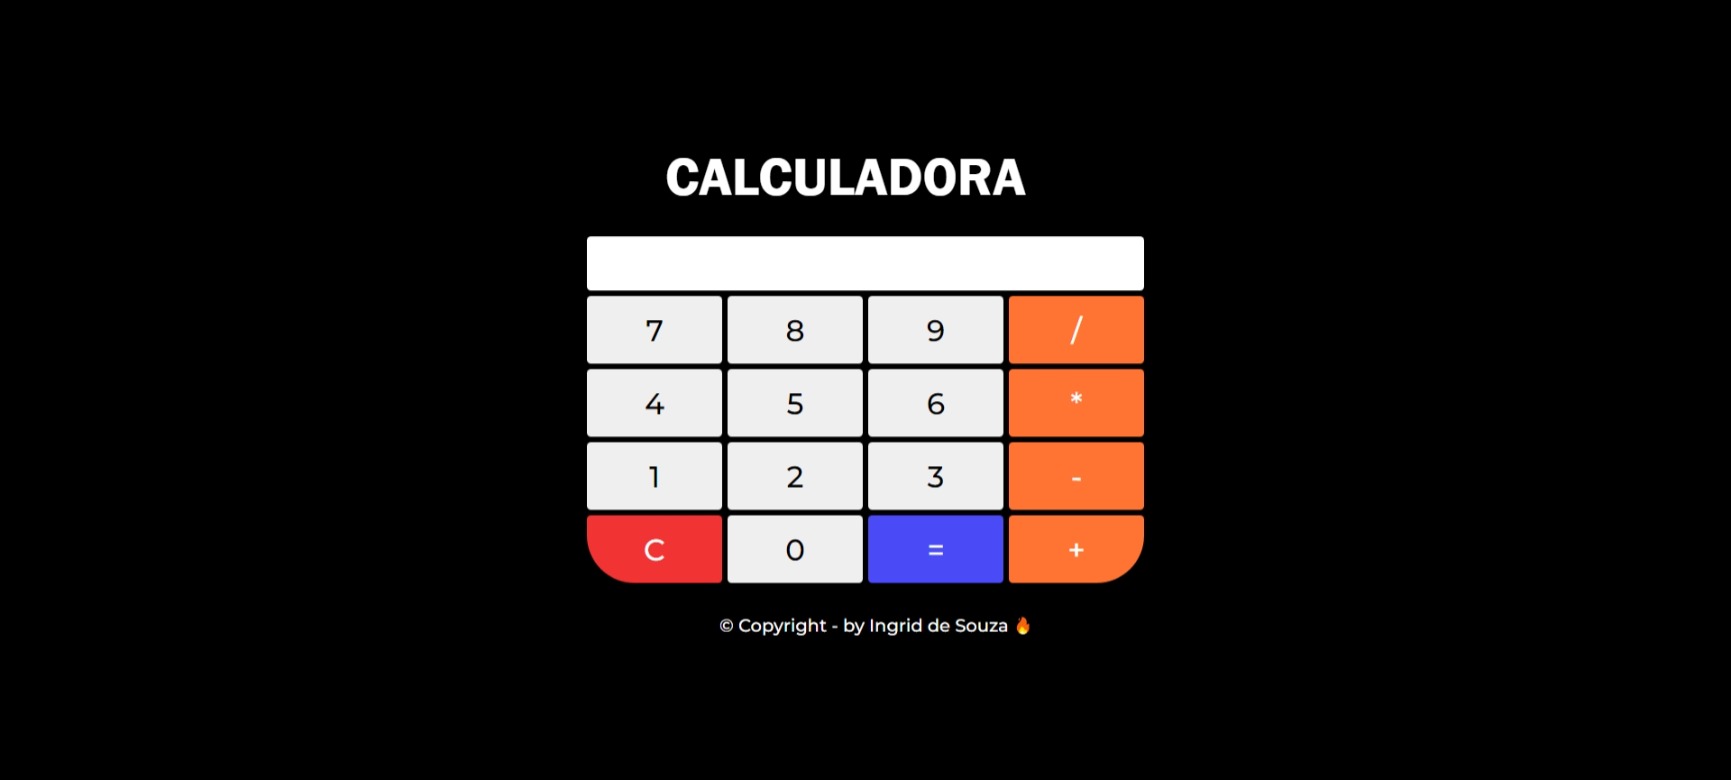 CALCULADORA
7 8 9 /
4 5 6 *
1 2 3 -
C 0 = +
© Copyright - by Ingrid de Souza 🔥